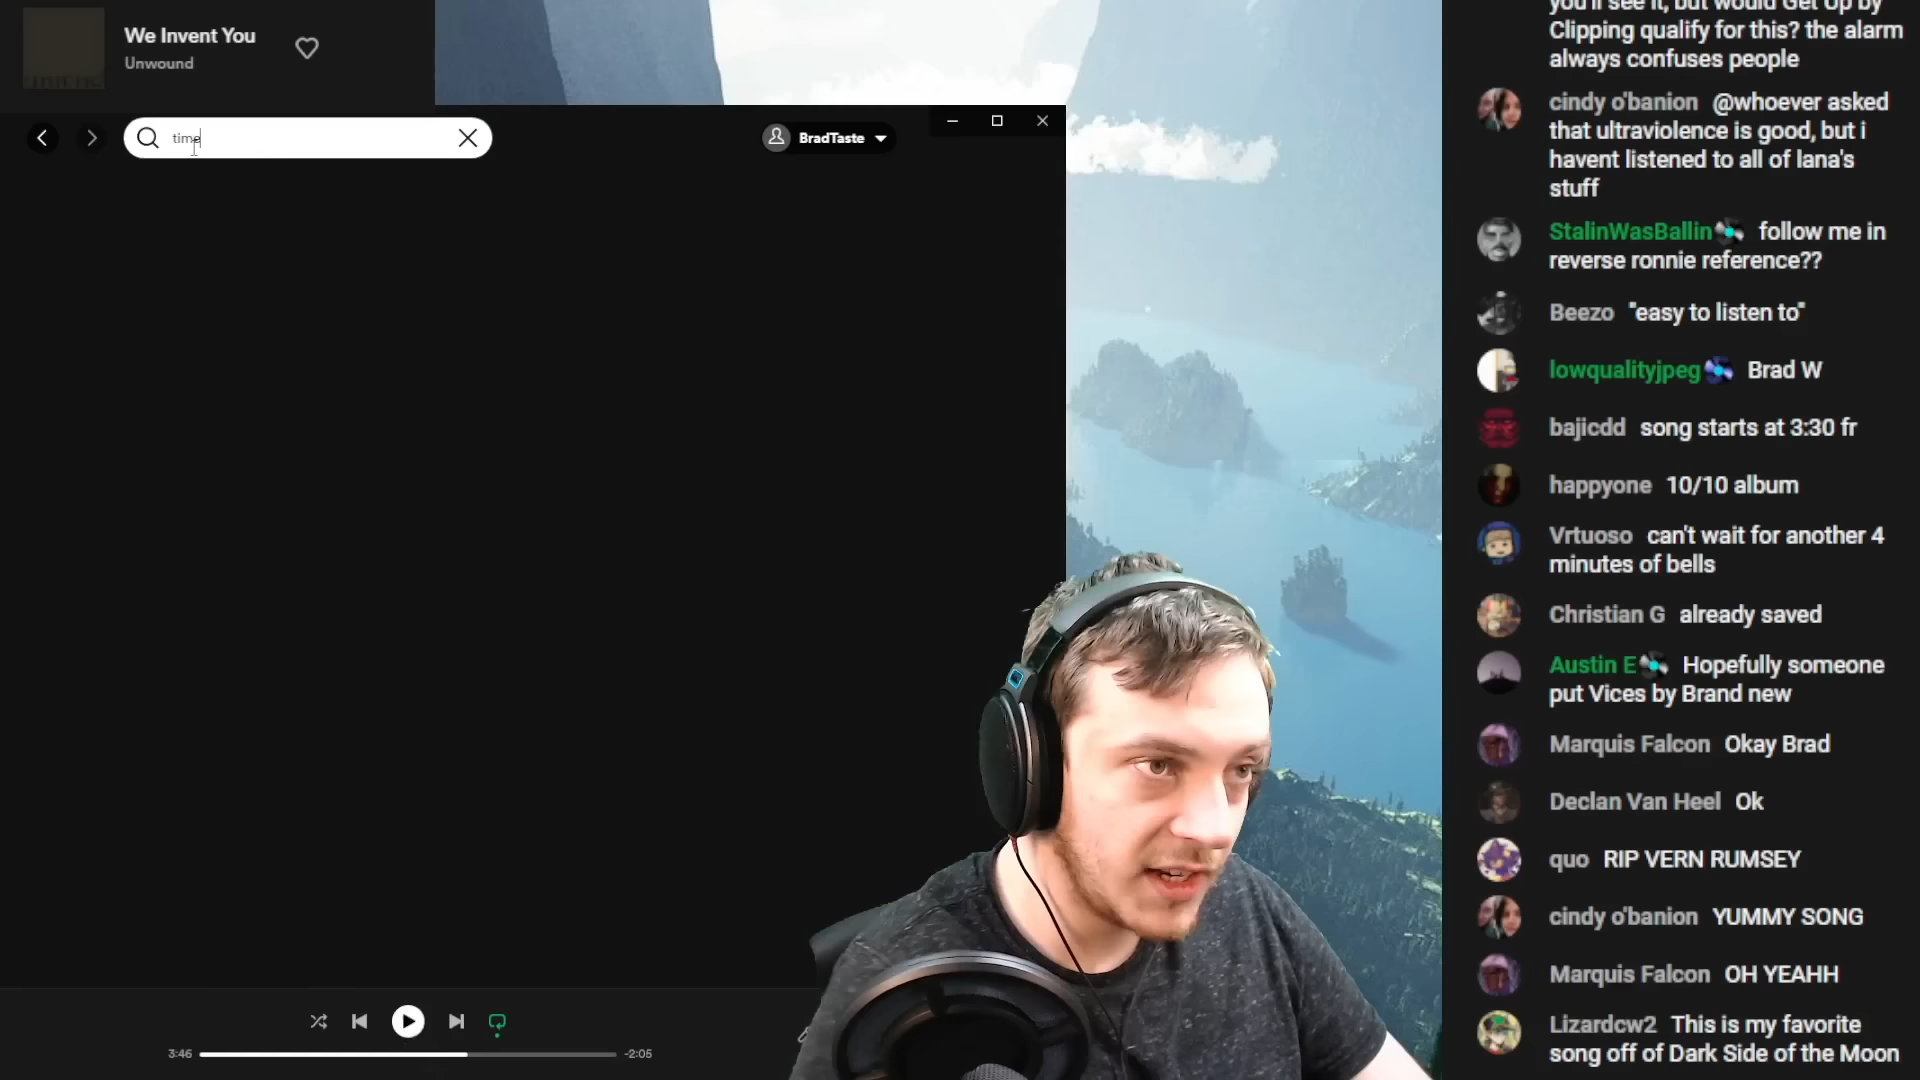 We Invent You
Unwound
time
BradTaste
3:46
-2:05
you'll see it, but would Get Up by
Clipping qualify for this? the alarm
always confuses people
cindy o'banion @whoever asked
that ultraviolence is good, but i
havent listened to all of lana's
stuff
StalinWasBallin follow me in
reverse ronnie reference??
Beezo "easy to listen to"
lowqualityjpeg Brad W
bajicdd song starts at 3:30 fr
happyone 10/10 album
Vrtuoso can't wait for another 4
minutes of bells
Christian G already saved
Austin E Hopefully someone
put Vices by Brand new
Marquis Falcon Okay Brad
Declan Van Heel Ok
quo RIP VERN RUMSEY
cindy o'banion YUMMY SONG
Marquis Falcon OH YEAHH
Lizardcw2 This is my favorite
song off of Dark Side of the Moon